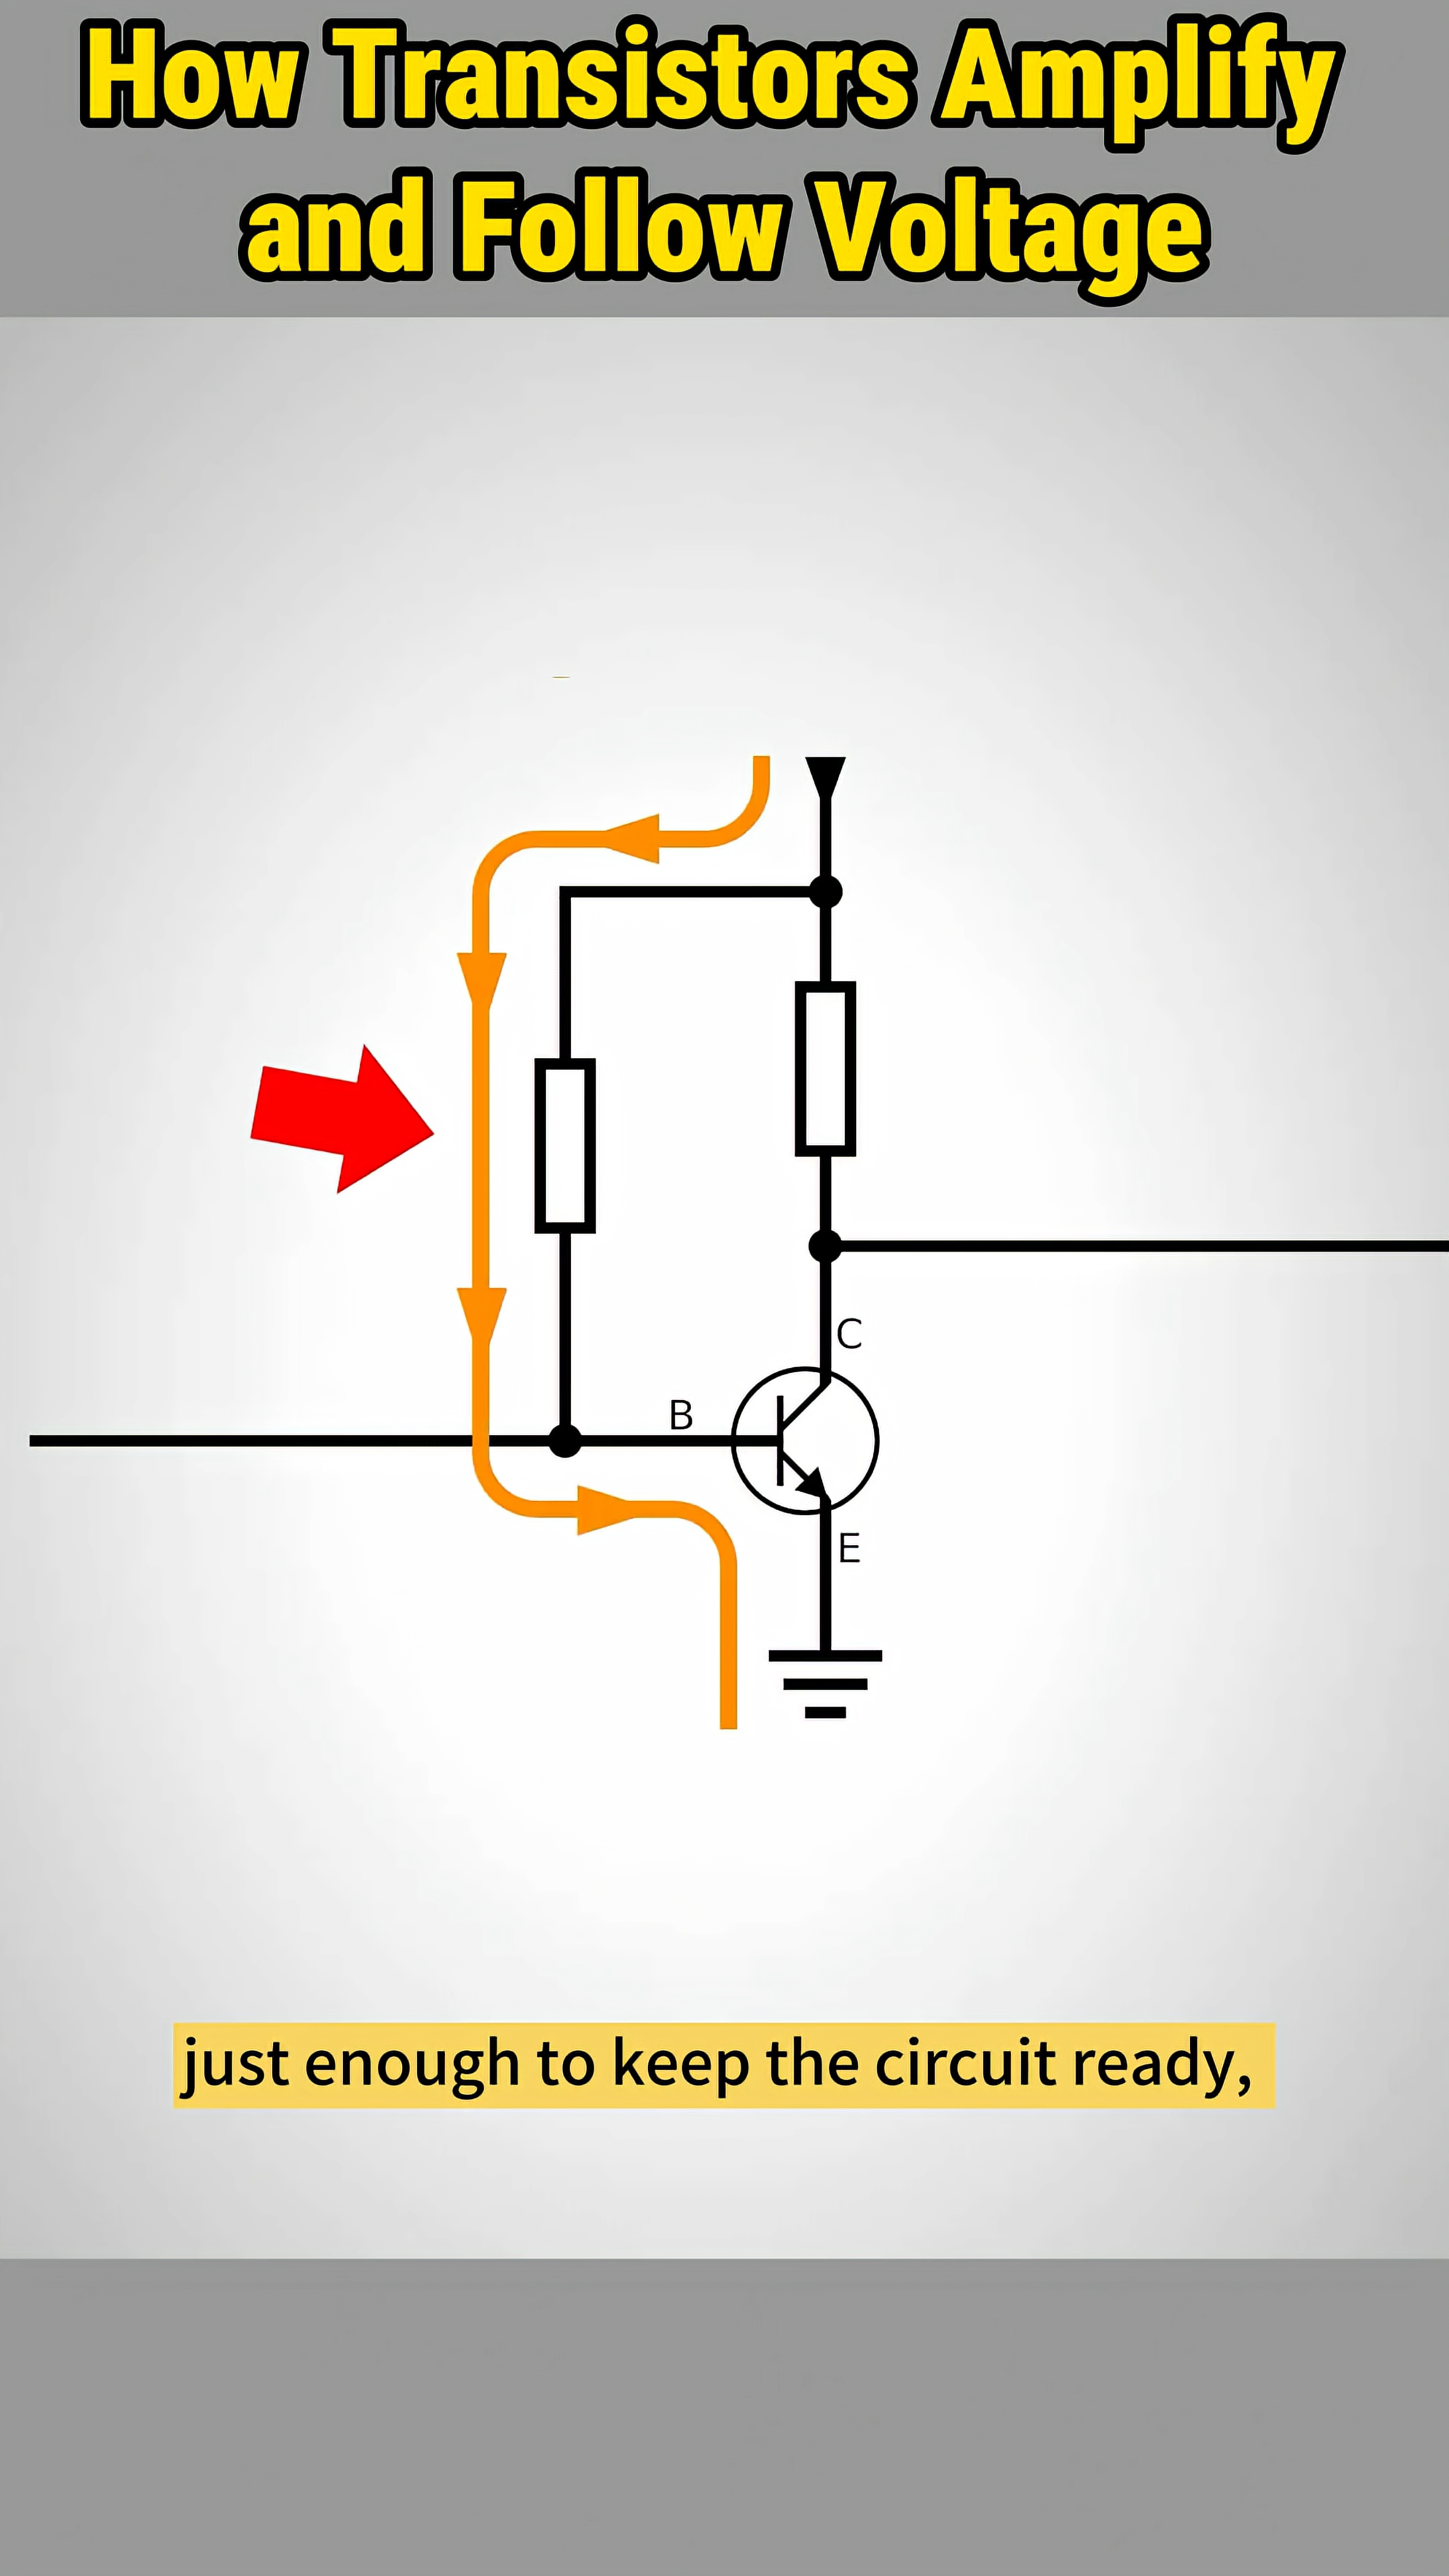 How Transistors Amplify
and Follow Voltage
C
B
E
just enough to keep the circuit ready,